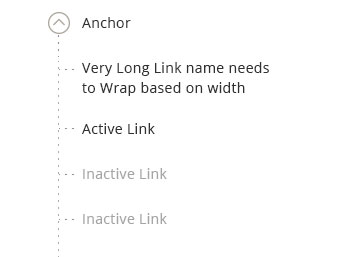 Anchor
Very Long Link name needs
to Wrap based on width
Active Link
Inactive Link
Inactive Link